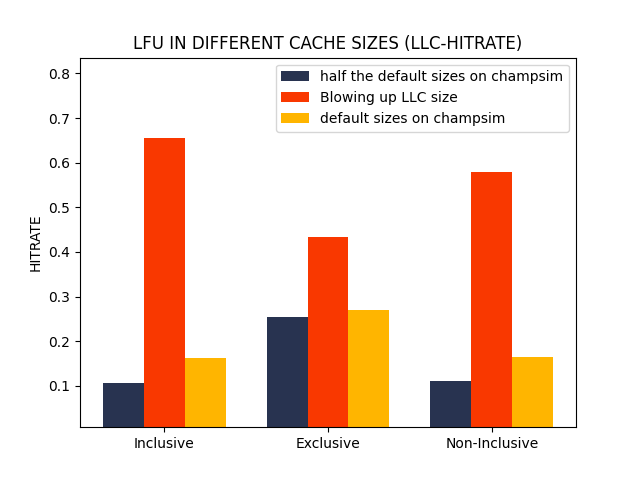 LFU IN DIFFERENT CACHE SIZES (LLC-HITRATE)
half the default sizes on champsim
Blowing up LLC size
default sizes on champsim
HITRATE
0.8
0.7
0.6
0.5
0.4
0.3
0.2
0.1
Inclusive
Exclusive
Non-Inclusive